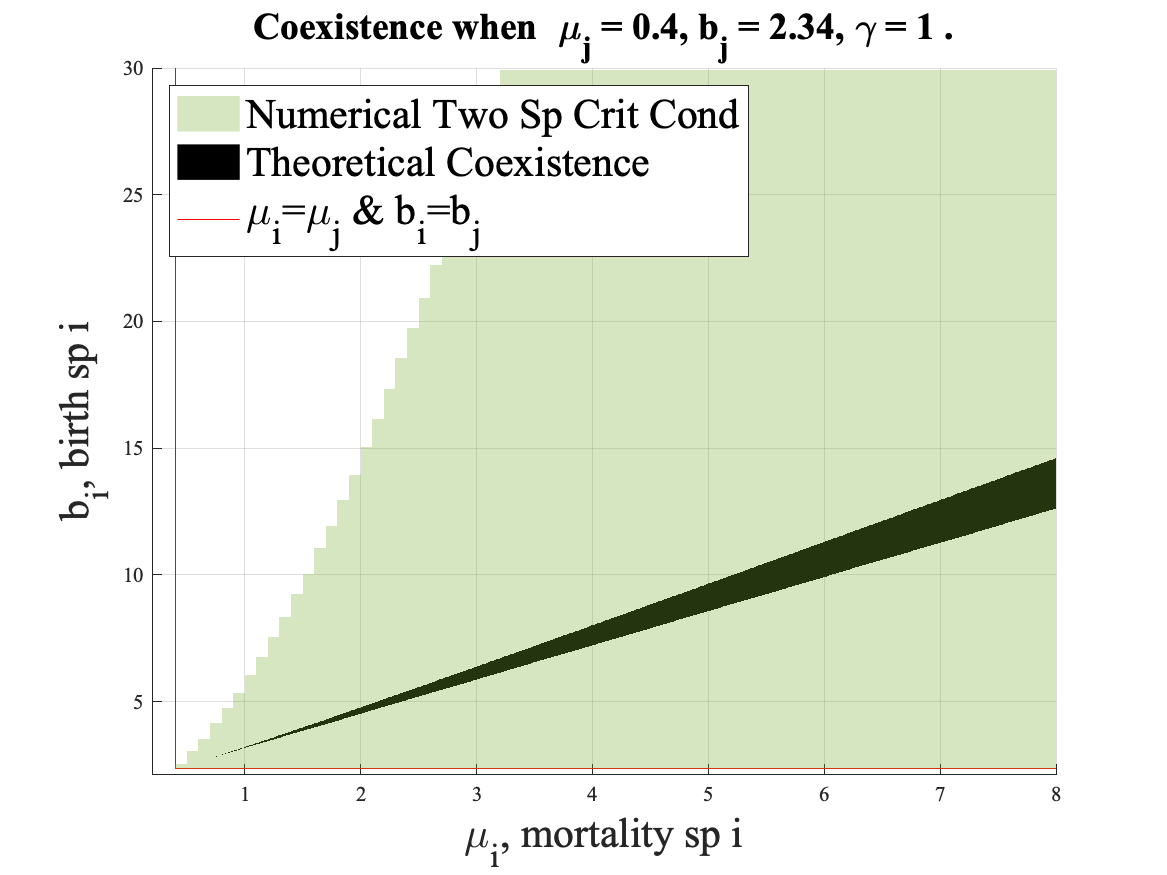 Coexistence when μj = 0.4, bj = 2.34, γ = 1 .
30
25
20
15
10
5
bi, birth sp i
Numerical Two Sp Crit Cond
Theoretical Coexistence
μi=μj & bi=bj
1 2 3 4 5 6 7 8
μi, mortality sp i